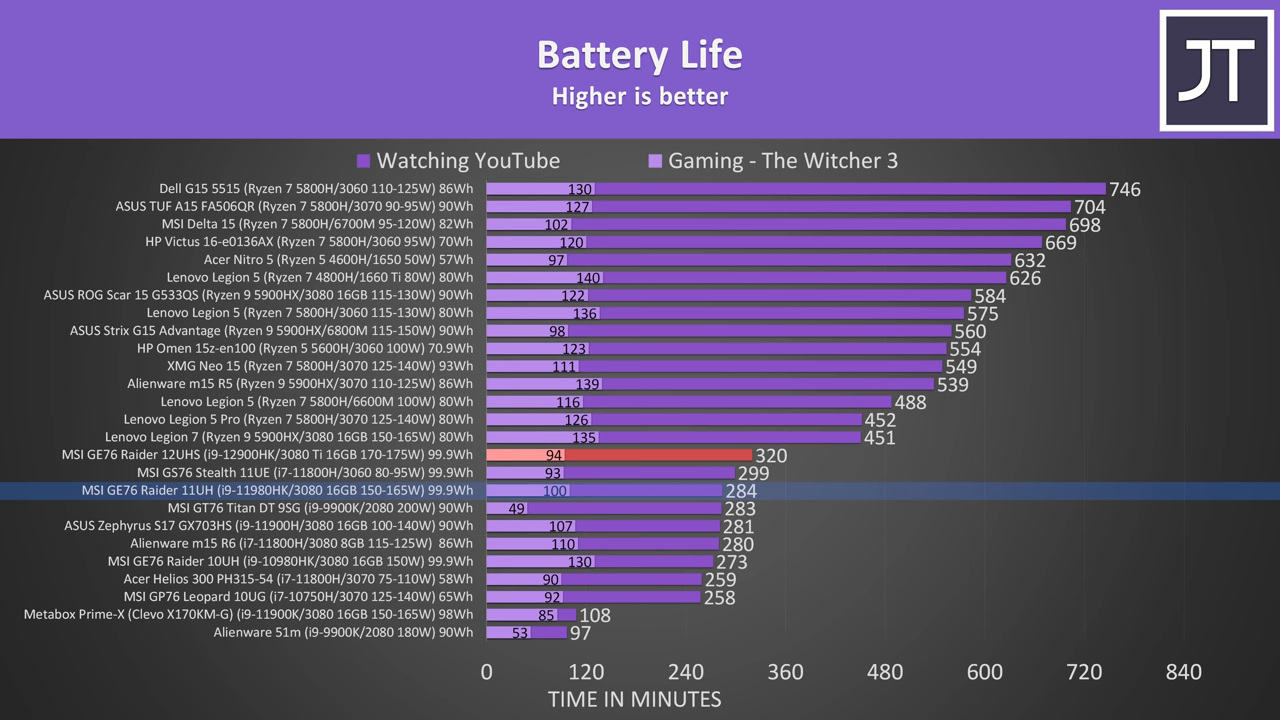 Battery Life
JT
Higher is better
Watching YouTube Gaming - The Witcher 3
Dell G15 5515 (Ryzen 7 5800H/3060 110-125W) 86Wh 130 746
ASUS TUF A15 FA506QR (Ryzen 7 5800H/3070 90-95W) 90Wh 127 704
MSI Delta 15 (Ryzen 7 5800H/6700M 95-120W) 82Wh 102 698
HP Victus 16-e0136AX (Ryzen 7 5800H/3060 95W) 70Wh 120 669
Acer Nitro 5 (Ryzen 5 4600H/1650 50W) 57Wh 97 632
Lenovo Legion 5 (Ryzen 7 4800H/1660 Ti 80W) 80Wh 140 626
ASUS ROG Scar 15 G533QS (Ryzen 9 5900HX/3080 16GB 115-130W) 90Wh 122 584
Lenovo Legion 5 (Ryzen 7 5800H/3060 115-130W) 80Wh 136 575
ASUS Strix G15 Advantage (Ryzen 9 5900HX/6800M 115-150W) 90Wh 98 560
HP Omen 15z-en100 (Ryzen 5 5600H/3060 100W) 70.9Wh 123 554
XMG Neo 15 (Ryzen 7 5800H/3070 125-140W) 93Wh 111 549
Alienware m15 R5 (Ryzen 9 5900HX/3070 110-125W) 86Wh 139 539
Lenovo Legion 5 (Ryzen 7 5800H/6600M 100W) 80Wh 116 488
Lenovo Legion 5 Pro (Ryzen 7 5800H/3070 125-140W) 80Wh 126 452
Lenovo Legion 7 (Ryzen 9 5900HX/3080 16GB 150-165W) 80Wh 135 451
MSI GE76 Raider 12UHS (i9-12900HK/3080 Ti 16GB 170-175W) 99.9Wh 94 320
MSI GS76 Stealth 11UE (i7-11800H/3060 80-95W) 99.9Wh 93 299
MSI GE76 Raider 11UH (i9-11980HK/3080 16GB 150-165W) 99.9Wh 100 284
MSI GT76 Titan DT 9SG (i9-9900K/2080 200W) 90Wh 49 283
ASUS Zephyrus S17 GX703HS (i9-11900H/3080 16GB 100-140W) 90Wh 107 281
Alienware m15 R6 (i7-11800H/3080 8GB 115-125W) 86Wh 110 280
MSI GE76 Raider 10UH (i9-10980HK/3080 16GB 150W) 99.9Wh 130 273
Acer Helios 300 PH315-54 (i7-11800H/3070 75-110W) 58Wh 90 259
MSI GP76 Leopard 10UG (i7-10750H/3070 125-140W) 65Wh 92 258
Metabox Prime-X (Clevo X170KM-G) (i9-11900K/3080 16GB 150-165W) 98Wh 85 108
Alienware 51m (i9-9900K/2080 180W) 90Wh 53 97
0 120 240 360 480 600 720 840
TIME IN MINUTES